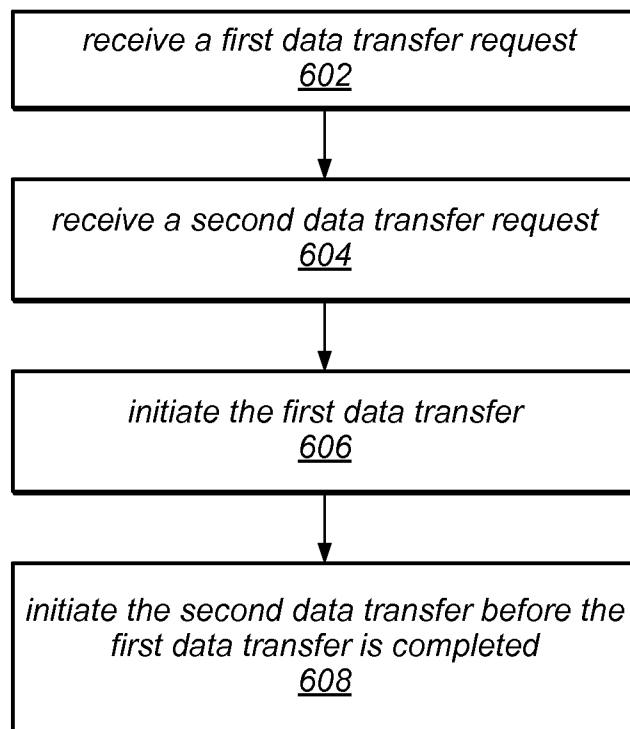 receive a first data transfer request
602
receive a second data transfer request
604
initiate the first data transfer
606
initiate the second data transfer before the
first data transfer is completed
608